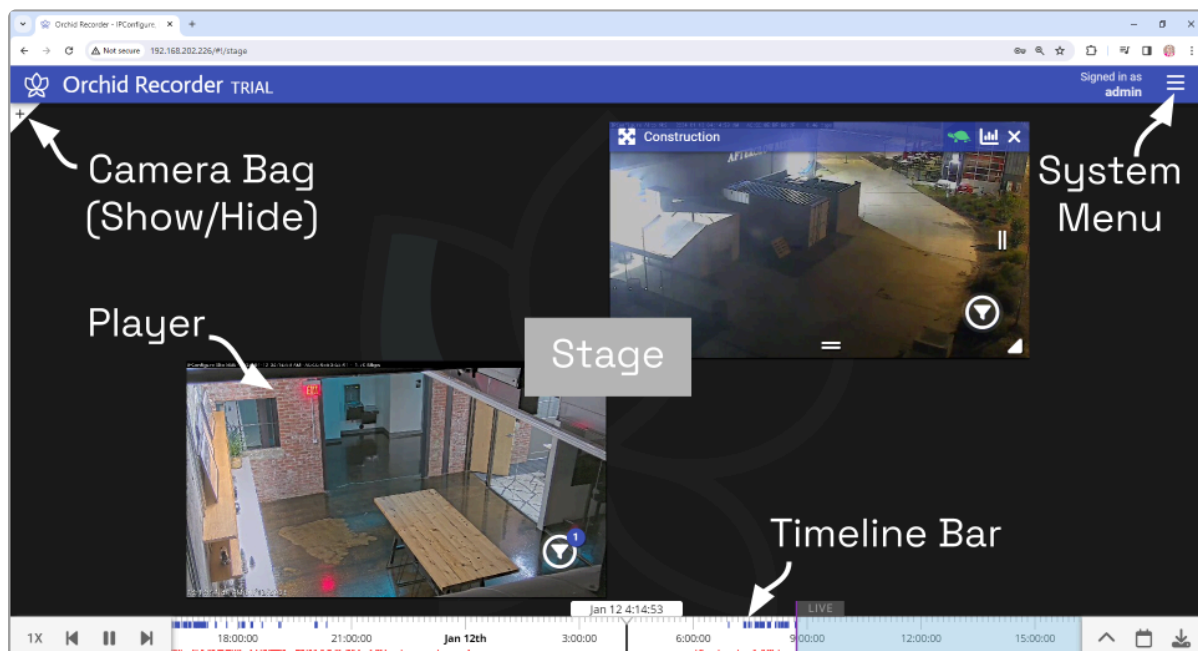 Orchid Recorder - IPConfigure,
Not secure 192.168.202.226/#!/stage
Orchid Recorder TRIAL
Signed in as
admin
Camera Bag
(Show/Hide)
Construction
System
Menu
Player
Stage
EXIT
1
Timeline Bar
Jan 12 4:14:53
LIVE
1X
18:00:00 21:00:00 Jan 12th 3:00:00 6:00:00 9:00:00 12:00:00 15:00:00